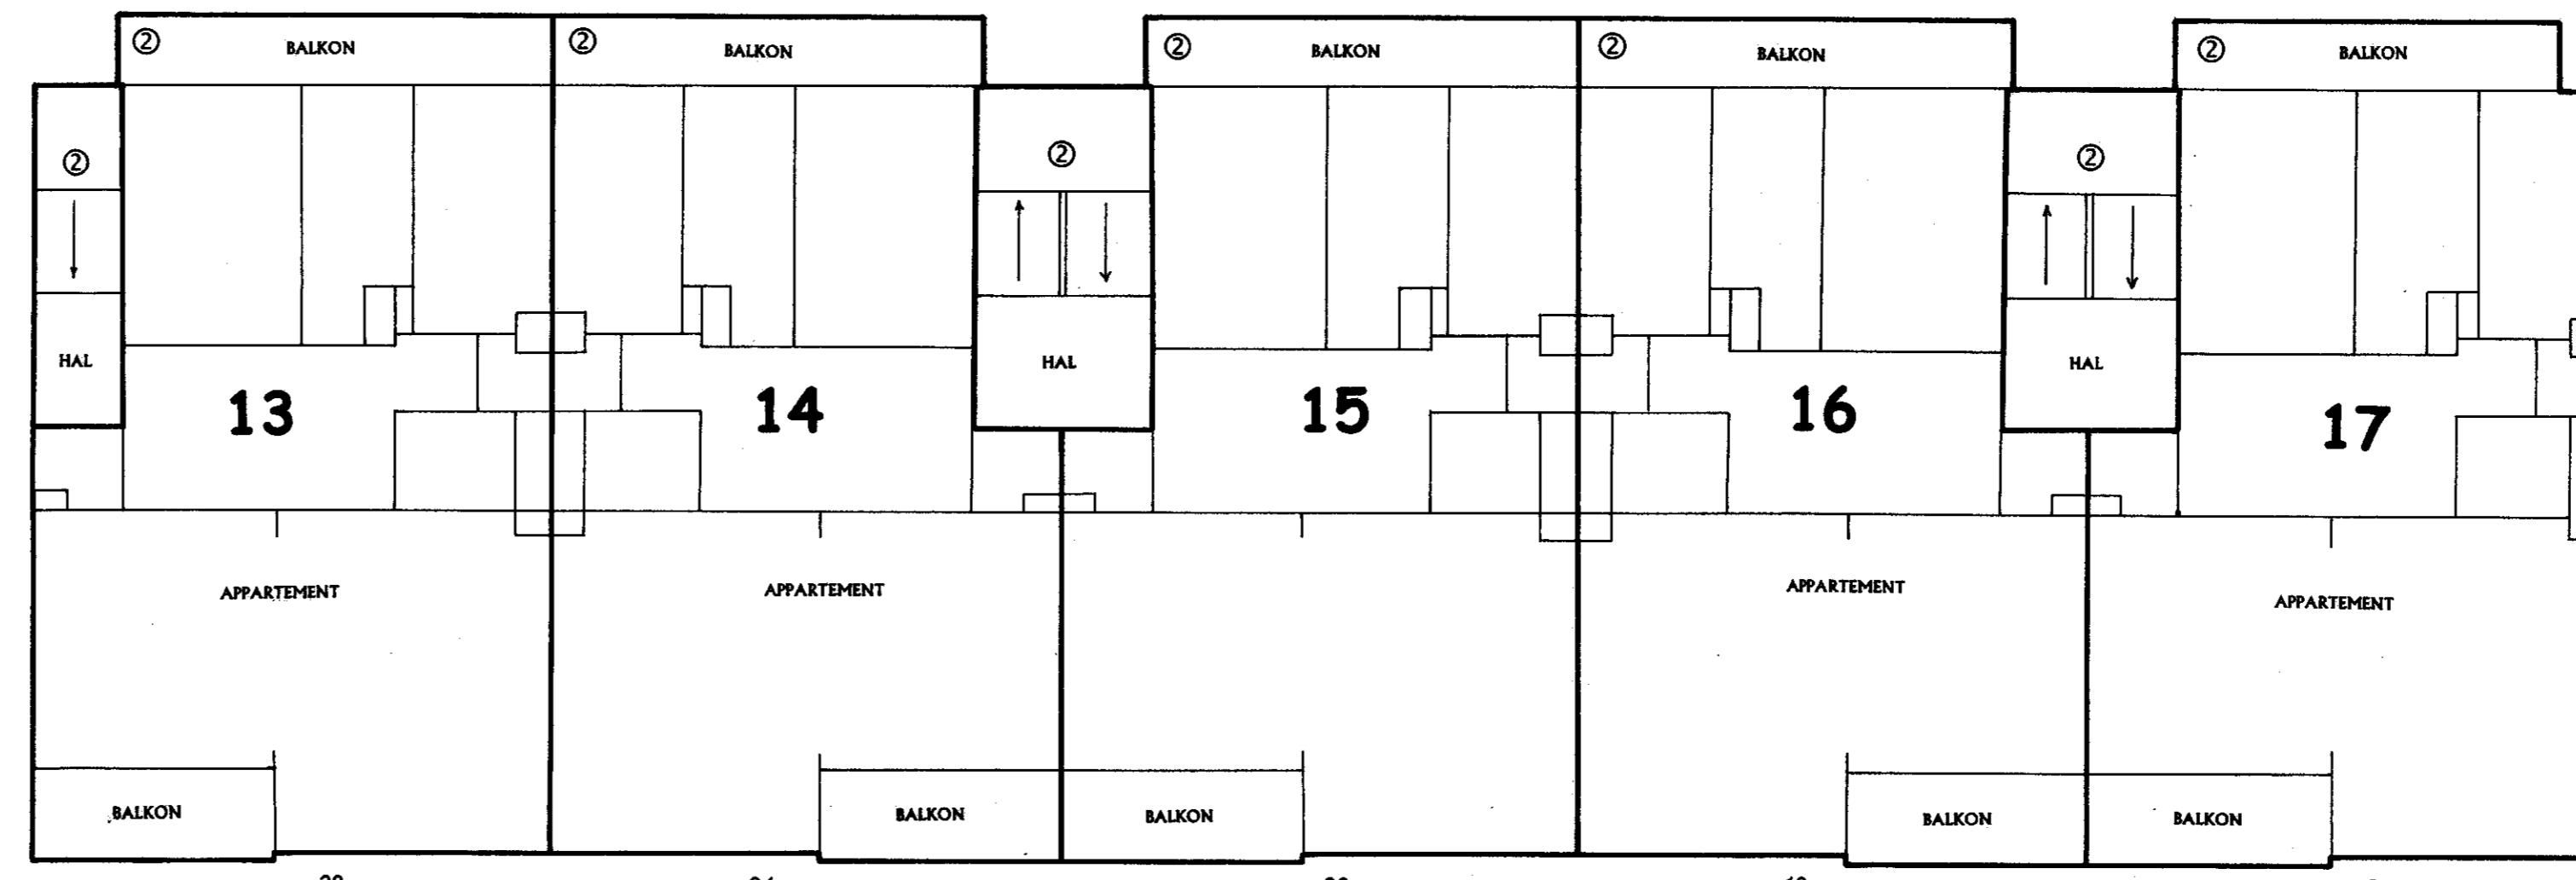 ② BALKON ② BALKON ② BALKON ② BALKON ② BALKON
② ② ②
HAL HAL HAL
13 14 15 16 17
APPARTEMENT APPARTEMENT APPARTEMENT APPARTEMENT
BALKON BALKON BALKON BALKON BALKON